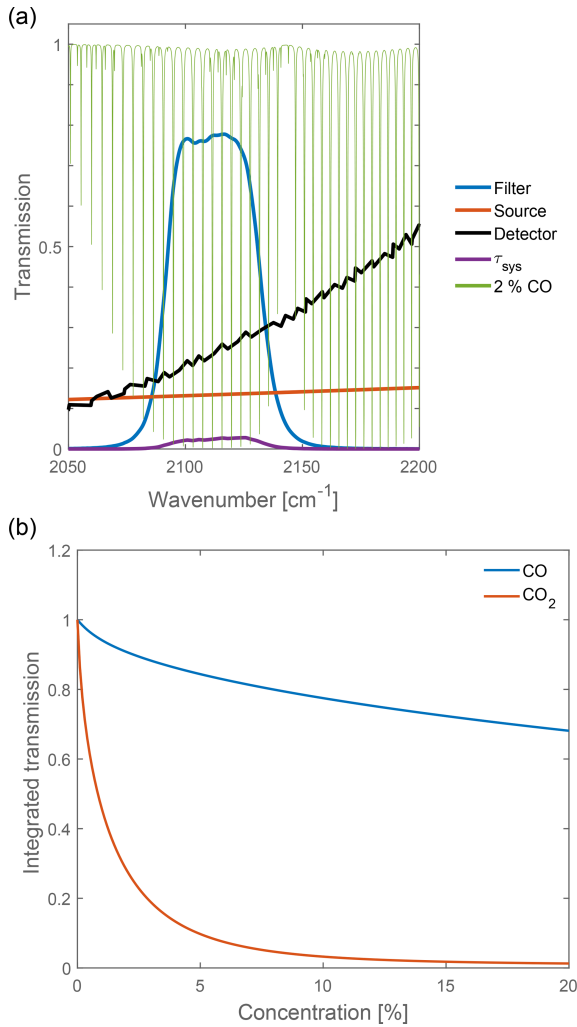 (a)
1
0.5
0
Transmission
2050
2100
2150
2200
Wavenumber [cm⁻¹]
Filter
Source
Detector
τsys
2 % CO
(b)
1.2
1
0.8
0.6
0.4
0.2
0
Integrated transmission
0
5
10
15
20
Concentration [%]
CO
CO₂